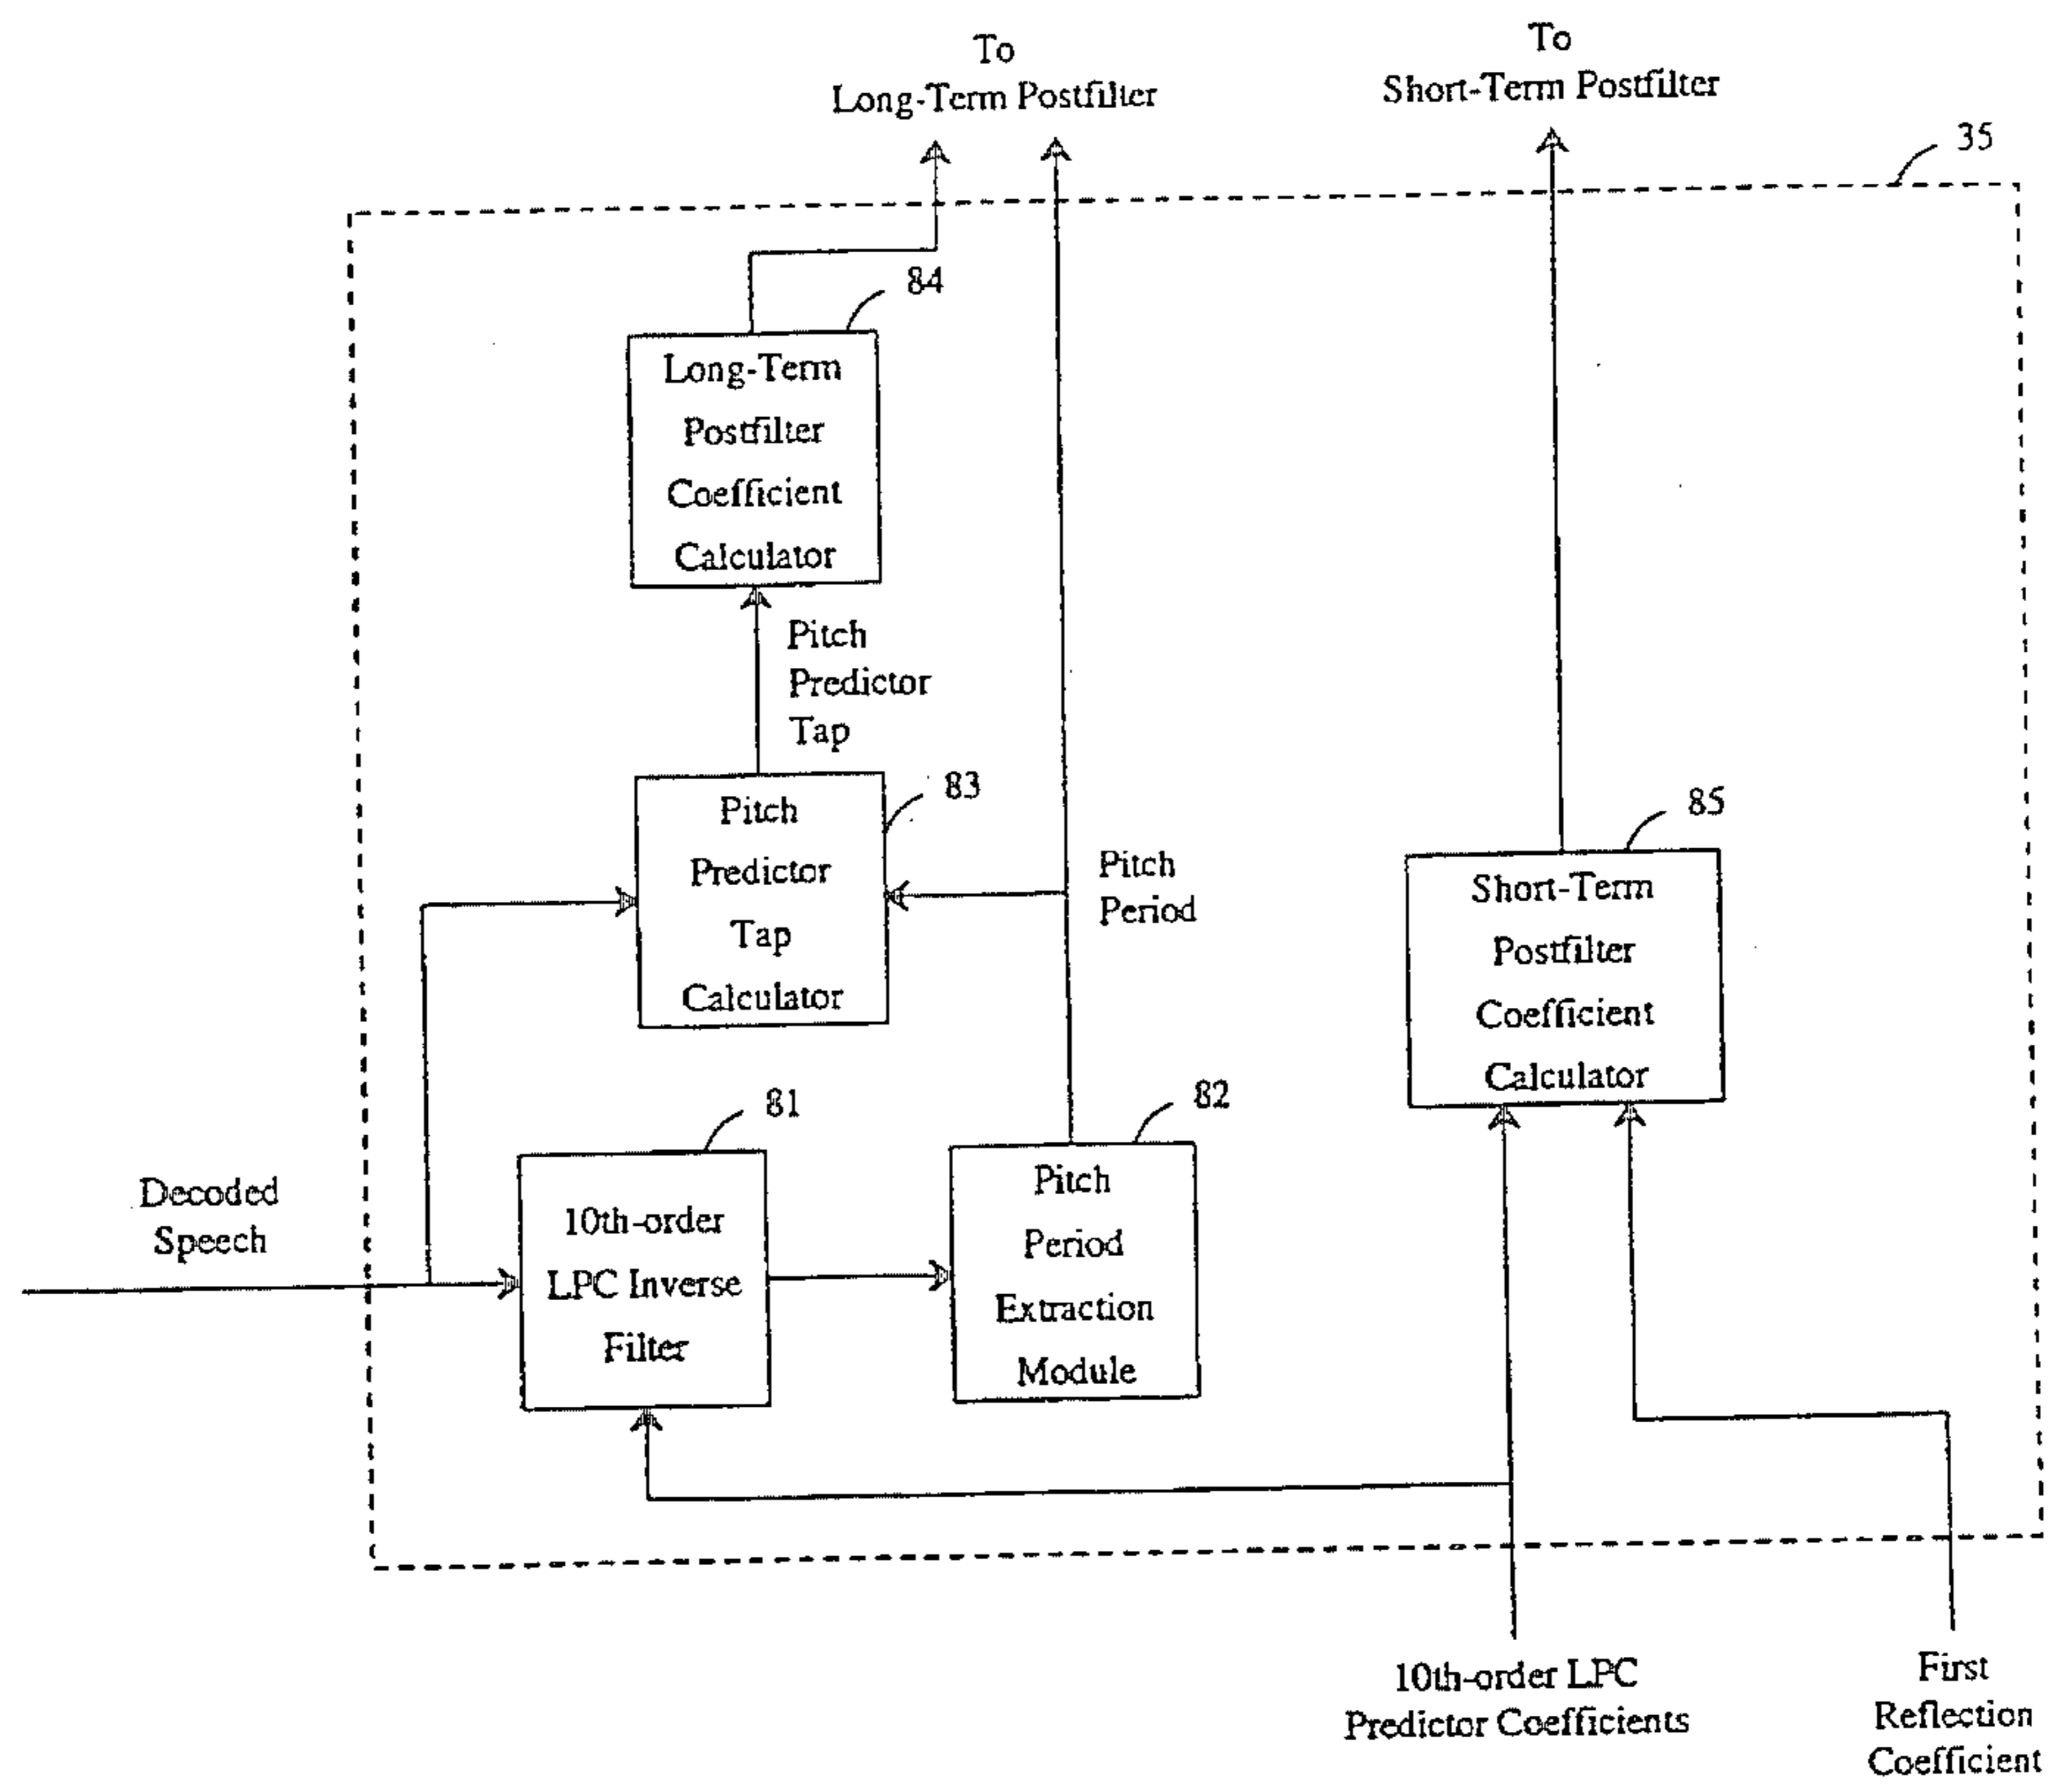 To
Long-Term Postfilter
To
Short-Term Postfilter
35
84
Long-Term
Postfilter
Coefficient
Calculator
Pitch
Predictor
Tap
83
Pitch
Predictor
Tap
Calculator
Pitch
Period
85
Short-Term
Postfilter
Coefficient
Calculator
81
82
Decoded
Speech
10th-order
LPC Inverse
Filter
Pitch
Period
Extraction
Module
10th-order LPC
Predictor Coefficients
First
Reflection
Coefficient